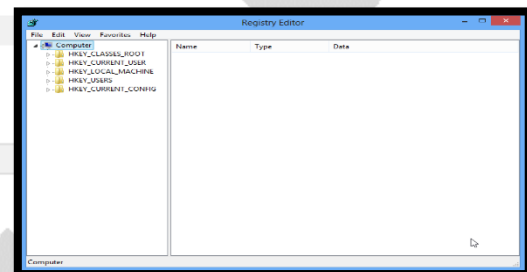 Registry Editor
File Edit View Favorites Help
Computer
HKEY_CLASSES_ROOT
HKEY_CURRENT_USER
HKEY_LOCAL_MACHINE
HKEY_USERS
HKEY_CURRENT_CONFIG
Name Type Data
Computer